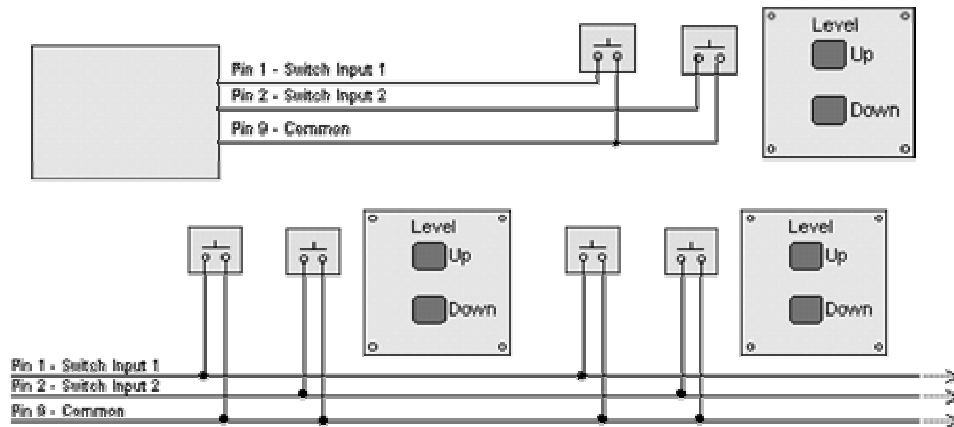 Level
Up
Down
Pin 1 - Switch Input 1
Pin 2 - Switch Input 2
Pin 9 - Common
Level
Up
Down
Level
Up
Down
Pin 1 - Switch Input 1
Pin 2 - Switch Input 2
Pin 9 - Common